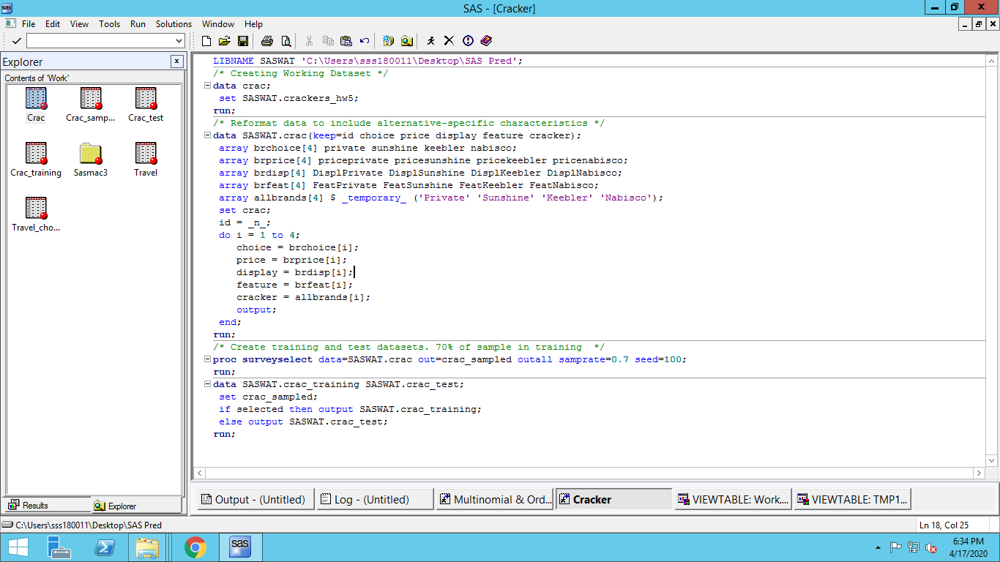 SAS - [Cracker]
File Edit View Tools Run Solutions Window Help
Explorer
Contents of 'Work'
Crac Crac_samp... Crac_test
Crac_training Sasmac3 Travel
Travel_cho...
Results Explorer
LIBNAME SASWAT 'C:\Users\sss180011\Desktop\SAS Pred';
/* Creating Working Dataset */
data crac;
set SASWAT.crackers_hw5;
run;
/* Reformat data to include alternative-specific characteristics */
data SASWAT.crac(keep=id choice price display feature cracker);
array brchoice[4] private sunshine keebler nabisco;
array brprice[4] priceprivate pricesunshine pricekeebler pricenabisco;
array brdisp[4] DisplPrivate DisplSunshine DisplKeebler DisplNabisco;
array brfeat[4] FeatPrivate FeatSunshine FeatKeebler FeatNabisco;
array allbrands[4] $ _temporary_ ('Private' 'Sunshine' 'Keebler' 'Nabisco');
set crac;
id = _n_;
do i = 1 to 4;
choice = brchoice[i];
price = brprice[i];
display = brdisp[i];
feature = brfeat[i];
cracker = allbrands[i];
output;
end;
run;
/* Create training and test datasets. 70% of sample in training  */
proc surveyselect data=SASWAT.crac out=crac_sampled outall samprate=0.7 seed=100;
run;
data SASWAT.crac_training SASWAT.crac_test;
set crac_sampled;
if selected then output SASWAT.crac_training;
else output SASWAT.crac_test;
run;
Output - (Untitled) Log - (Untitled) Multinomial & Ord... Cracker VIEWTABLE: Work.... VIEWTABLE: TMP1...
C:\Users\sss180011\Desktop\SAS Pred
Ln 18, Col 25
sas
6:34 PM
4/17/2020